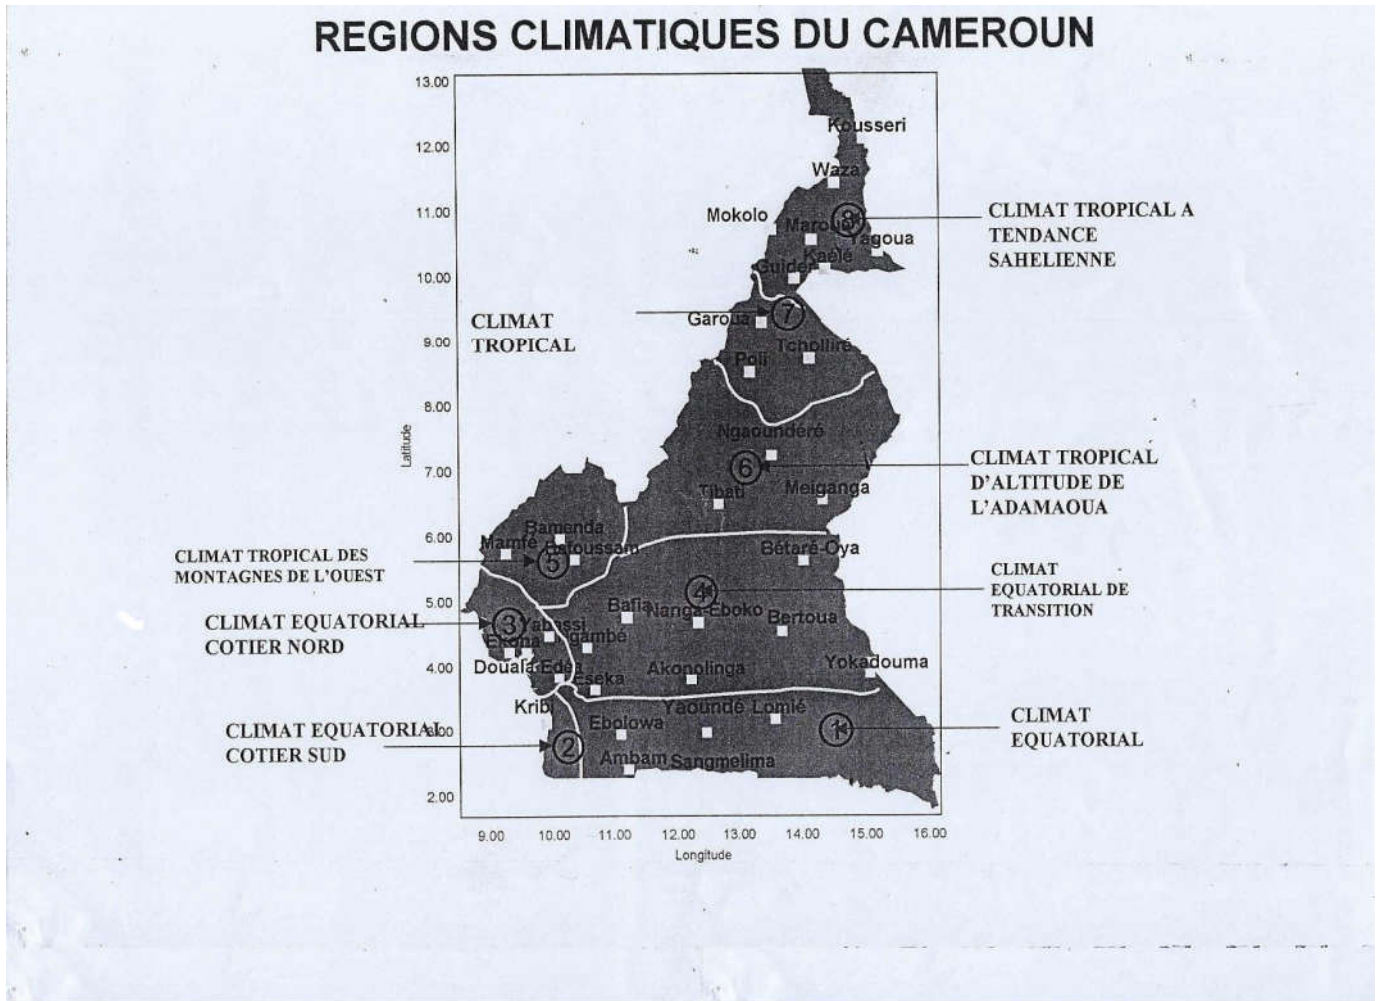 REGIONS CLIMATIQUES DU CAMEROUN
13.00
12.00
11.00
10.00
9.00
8.00
7.00
6.00
5.00
4.00
3.00
2.00
Latitude
9.00 10.00 11.00 12.00 13.00 14.00 15.00 16.00
Longitude
Kousseri
Waza
Mokolo
Maroua
8
Yagoua
Kaélé
Guider
CLIMAT TROPICAL A
TENDANCE
SAHELIENNE
CLIMAT
TROPICAL
7
Garoua
Tcholliré
Poli
Ngaoundéré
6
Tibati
Meiganga
CLIMAT TROPICAL
D'ALTITUDE DE
L'ADAMAOUA
Bamenda
Mamfé
Bafoussam
5
CLIMAT TROPICAL DES
MONTAGNES DE L'OUEST
Bétaré-Oya
4
Bafia
Nanga-Eboko
Bertoua
CLIMAT
EQUATORIAL DE
TRANSITION
3
Yabassi
Ngambé
Ekona
CLIMAT EQUATORIAL
COTIER NORD
Douala
Edéa
Eseka
Akonolinga
Yokadouma
Kribi
Ebolowa
Yaoundé
Lomié
1
CLIMAT
EQUATORIAL
2
CLIMAT EQUATORIAL
COTIER SUD
Ambam
Sangmelima